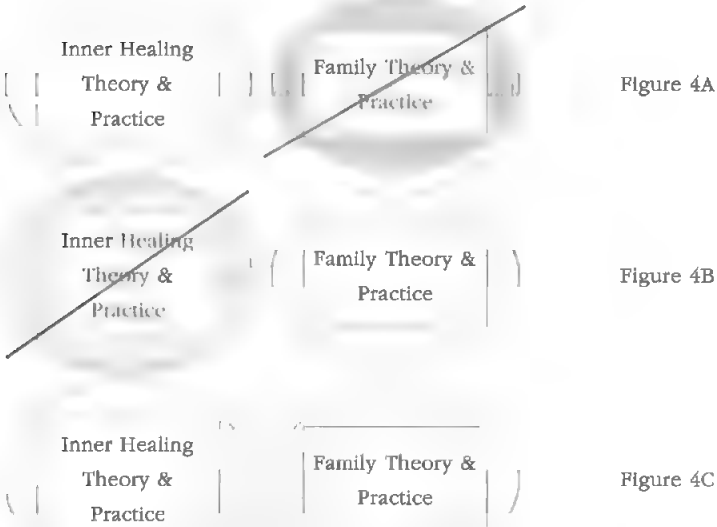 Inner Healing
Theory &
Practice
Family Theory &
Practice
Figure 4A
Inner Healing
Theory &
Practice
Family Theory &
Practice
Figure 4B
Inner Healing
Theory &
Practice
Family Theory &
Practice
Figure 4C